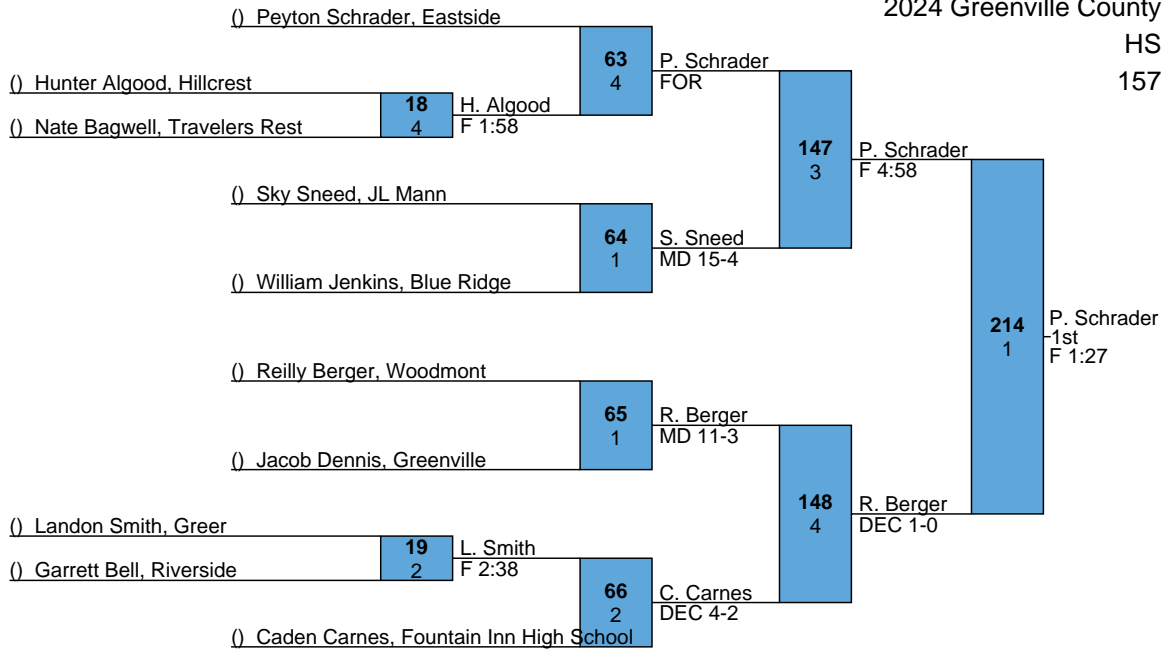 2024 Greenville County
HS
157
() Peyton Schrader, Eastside
63
4
P. Schrader
FOR
() Hunter Algood, Hillcrest
18
4
H. Algood
F 1:58
() Nate Bagwell, Travelers Rest
147
3
P. Schrader
F 4:58
() Sky Sneed, JL Mann
64
1
S. Sneed
MD 15-4
() William Jenkins, Blue Ridge
214
1
P. Schrader
1st
F 1:27
() Reilly Berger, Woodmont
65
1
R. Berger
MD 11-3
() Jacob Dennis, Greenville
148
4
R. Berger
DEC 1-0
() Landon Smith, Greer
19
2
L. Smith
F 2:38
() Garrett Bell, Riverside
66
2
C. Carnes
DEC 4-2
() Caden Carnes, Fountain Inn High School